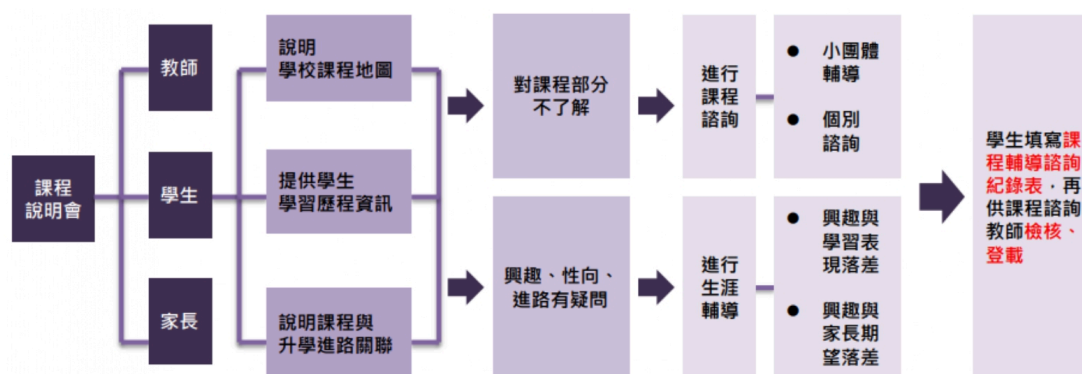 課程
說明會
教師
學生
家長
說明
學校課程地圖
提供學生
學習歷程資訊
說明課程與
升學進路關聯
對課程部分
不了解
興趣、性向、
進路有疑問
進行
課程
諮詢
● 小團體
輔導
● 個別
諮詢
進行
生涯
輔導
● 興趣與
學習表
現落差
● 興趣與
家長期
望落差
學生填寫課
程輔導諮詢
紀錄表，再
供課程諮詢
教師檢核、
登載